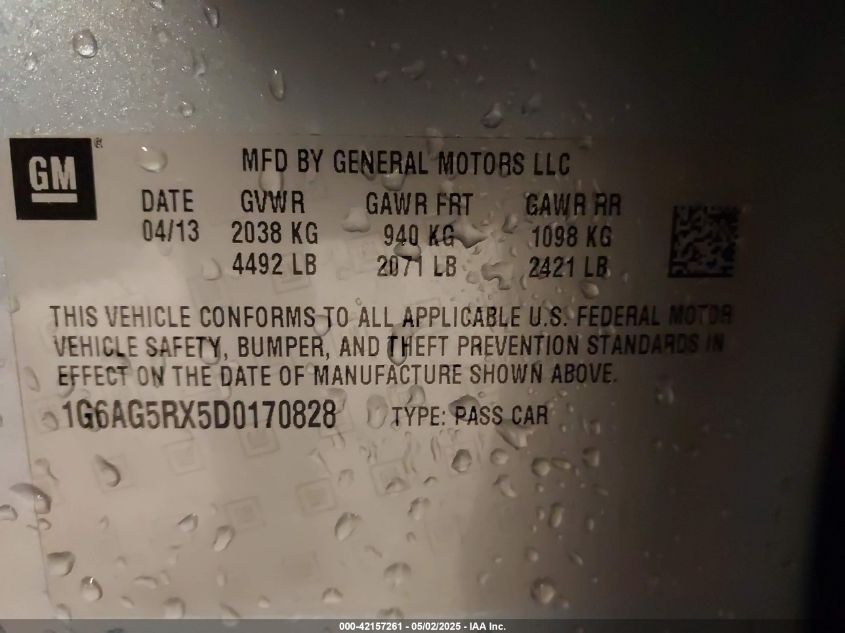 GM ®
MFD BY GENERAL MOTORS LLC
DATE GVWR GAWR FRT GAWR RR
04/13 2038 KG 940 KG 1098 KG
4492 LB 2071 LB 2421 LB
THIS VEHICLE CONFORMS TO ALL APPLICABLE U.S. FEDERAL MOTOR
VEHICLE SAFETY, BUMPER, AND THEFT PREVENTION STANDARDS IN
EFFECT ON THE DATE OF MANUFACTURE SHOWN ABOVE.
1G6AG5RX5D0170828 TYPE: PASS CAR
000-42157261 - 05/02/2025 - IAA Inc.